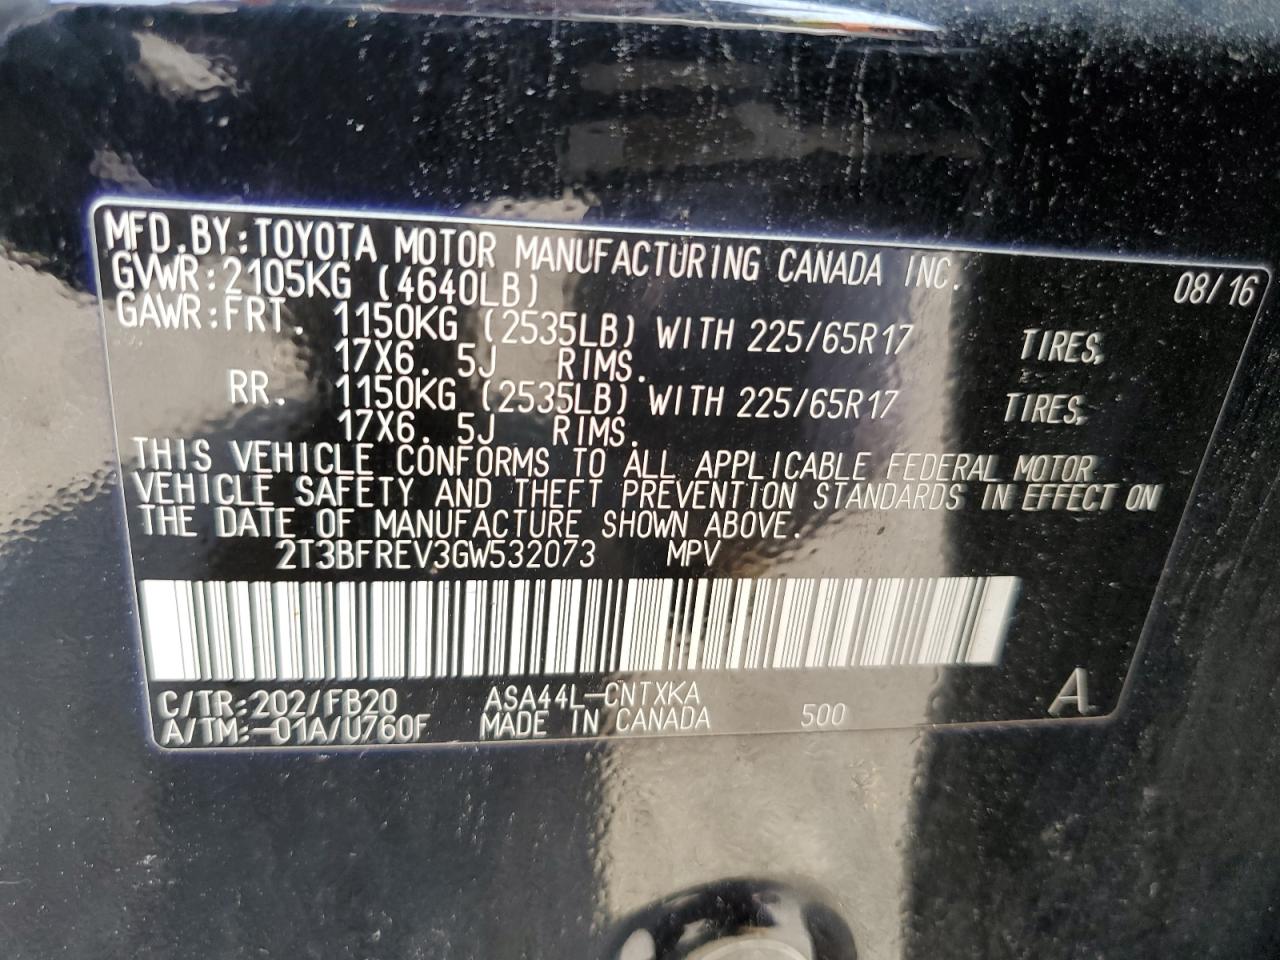 MFD.BY:TOYOTA MOTOR MANUFACTURING CANADA INC. 08/16
GVWR:2105KG (4640LB)
GAWR:FRT. 1150KG (2535LB) WITH 225/65R17 TIRES,
17X6. 5J RIMS.
RR. 1150KG (2535LB) WITH 225/65R17 TIRES,
17X6. 5J RIMS.
THIS VEHICLE CONFORMS TO ALL APPLICABLE FEDERAL MOTOR
VEHICLE SAFETY AND THEFT PREVENTION STANDARDS IN EFFECT ON
THE DATE OF MANUFACTURE SHOWN ABOVE.
2T3BFREV3GW532073 MPV
C/TR:202/FB20 ASA44L-CNTXKA A
A/TM:-01A/U760F MADE IN CANADA 500